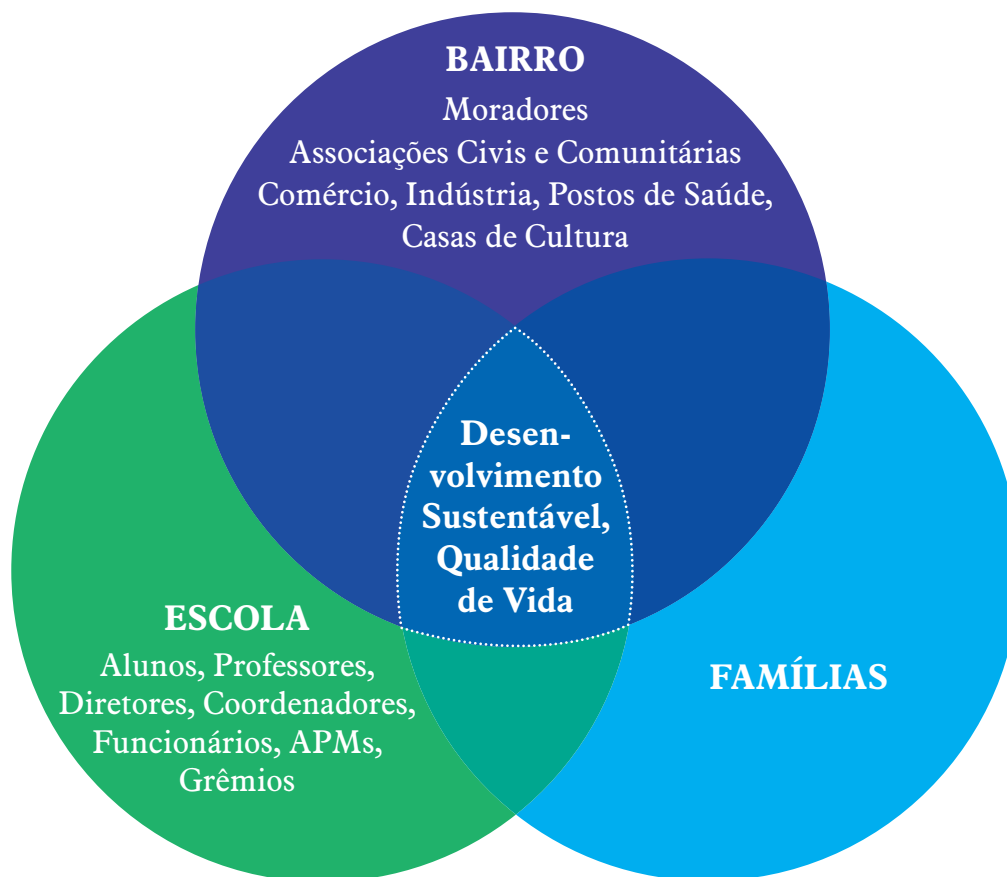 BAIRRO
Moradores
Associações Civis e Comunitárias
Comércio, Indústria, Postos de Saúde,
Casas de Cultura
Desen-
volvimento
Sustentável,
Qualidade
de Vida
ESCOLA
Alunos, Professores,
Diretores, Coordenadores,
Funcionários, APMs,
Grêmios
FAMÍLIAS